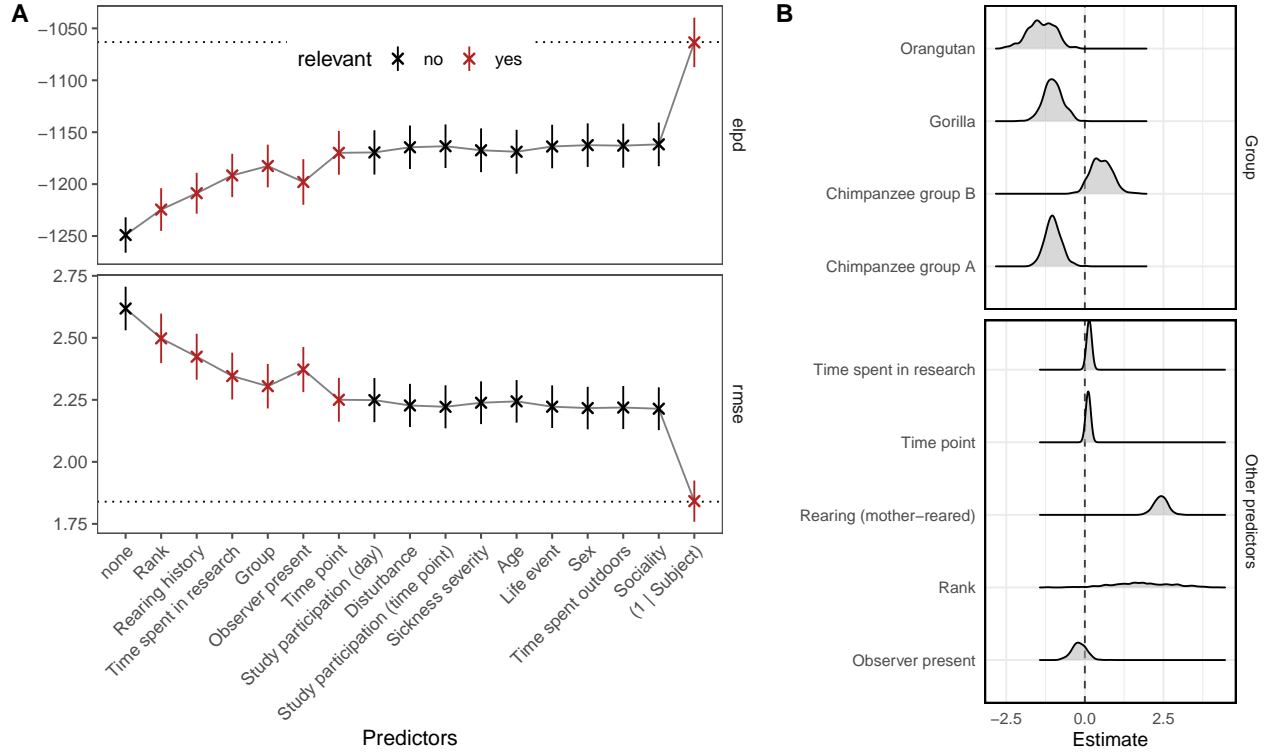 A
−1050
−1100
−1150
−1200
−1250
relevant no yes
elpd
2.75
2.50
2.25
2.00
1.75
rmse
none
Rank
Rearing history
Time spent in research
Group
Observer present
Time point
Study participation (day)
Disturbance
Study participation (time point)
Sickness severity
Age
Life event
Sex
Time spent outdoors
Sociality
(1 | Subject)
Predictors
B
Orangutan
Gorilla
Chimpanzee group B
Chimpanzee group A
Group
Time spent in research
Time point
Rearing (mother−reared)
Rank
Observer present
Other predictors
−2.5 0.0 2.5
Estimate